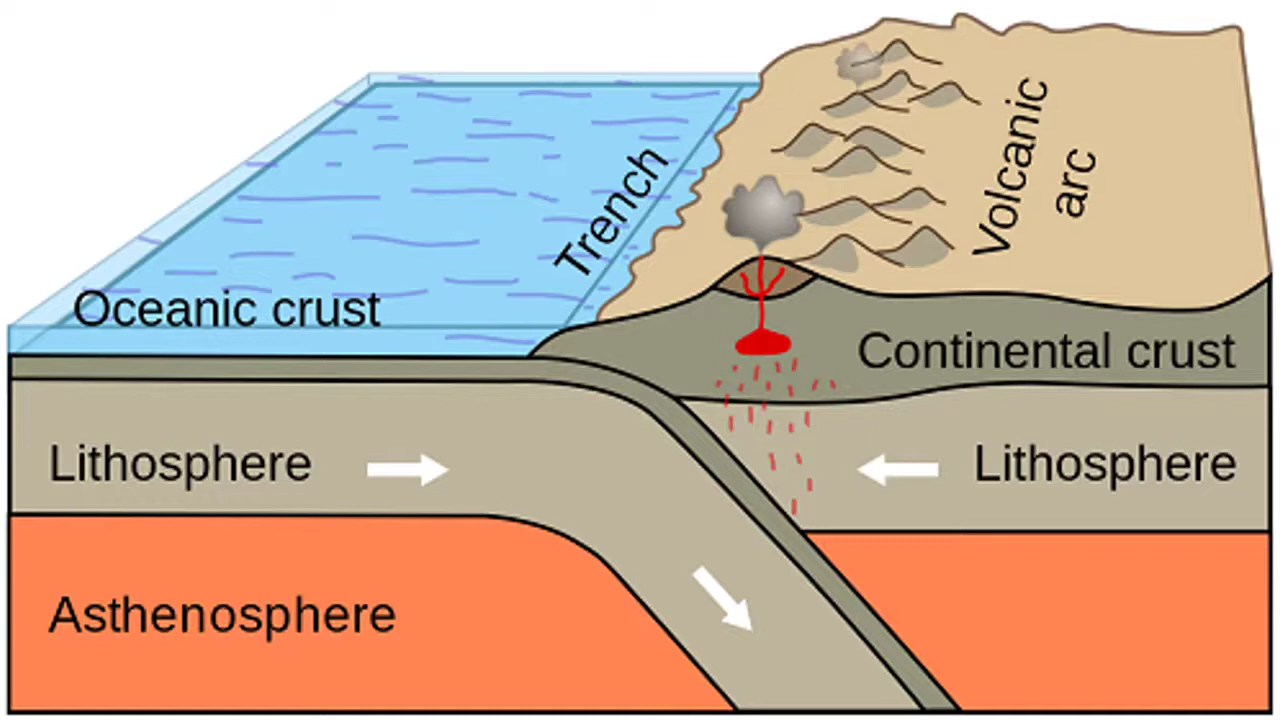 Volcanic
arc
Trench
Oceanic crust
Continental crust
Lithosphere
Lithosphere
Asthenosphere